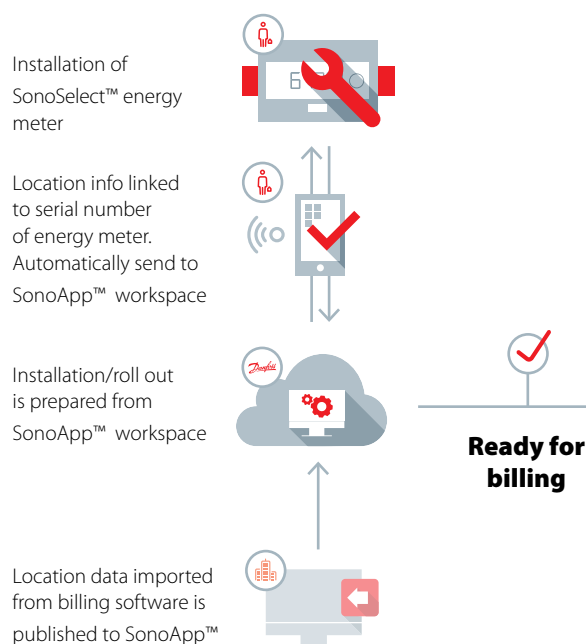 Installation of
SonoSelect™ energy
meter
Location info linked
to serial number
of energy meter.
Automatically send to
SonoApp™ workspace
Danfoss
Installation/roll out
is prepared from
SonoApp™ workspace
Ready for
billing
Location data imported
from billing software is
published to SonoApp™